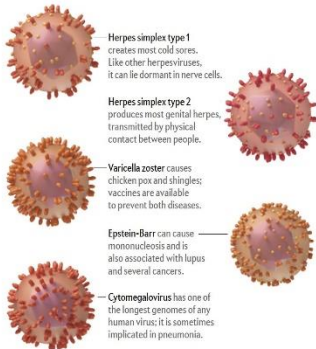 Herpes simplex type 1
creates most cold sores.
Like other herpesviruses,
it can lie dormant in nerve cells.
Herpes simplex type 2
produces most genital herpes,
transmitted by physical
contact between people.
Varicella zoster causes
chicken pox and shingles;
vaccines are available
to prevent both diseases.
Epstein-Barr can cause
mononucleosis and is
also associated with lupus
and several cancers.
Cytomegalovirus has one of
the longest genomes of any
human virus; it is sometimes
implicated in pneumonia.